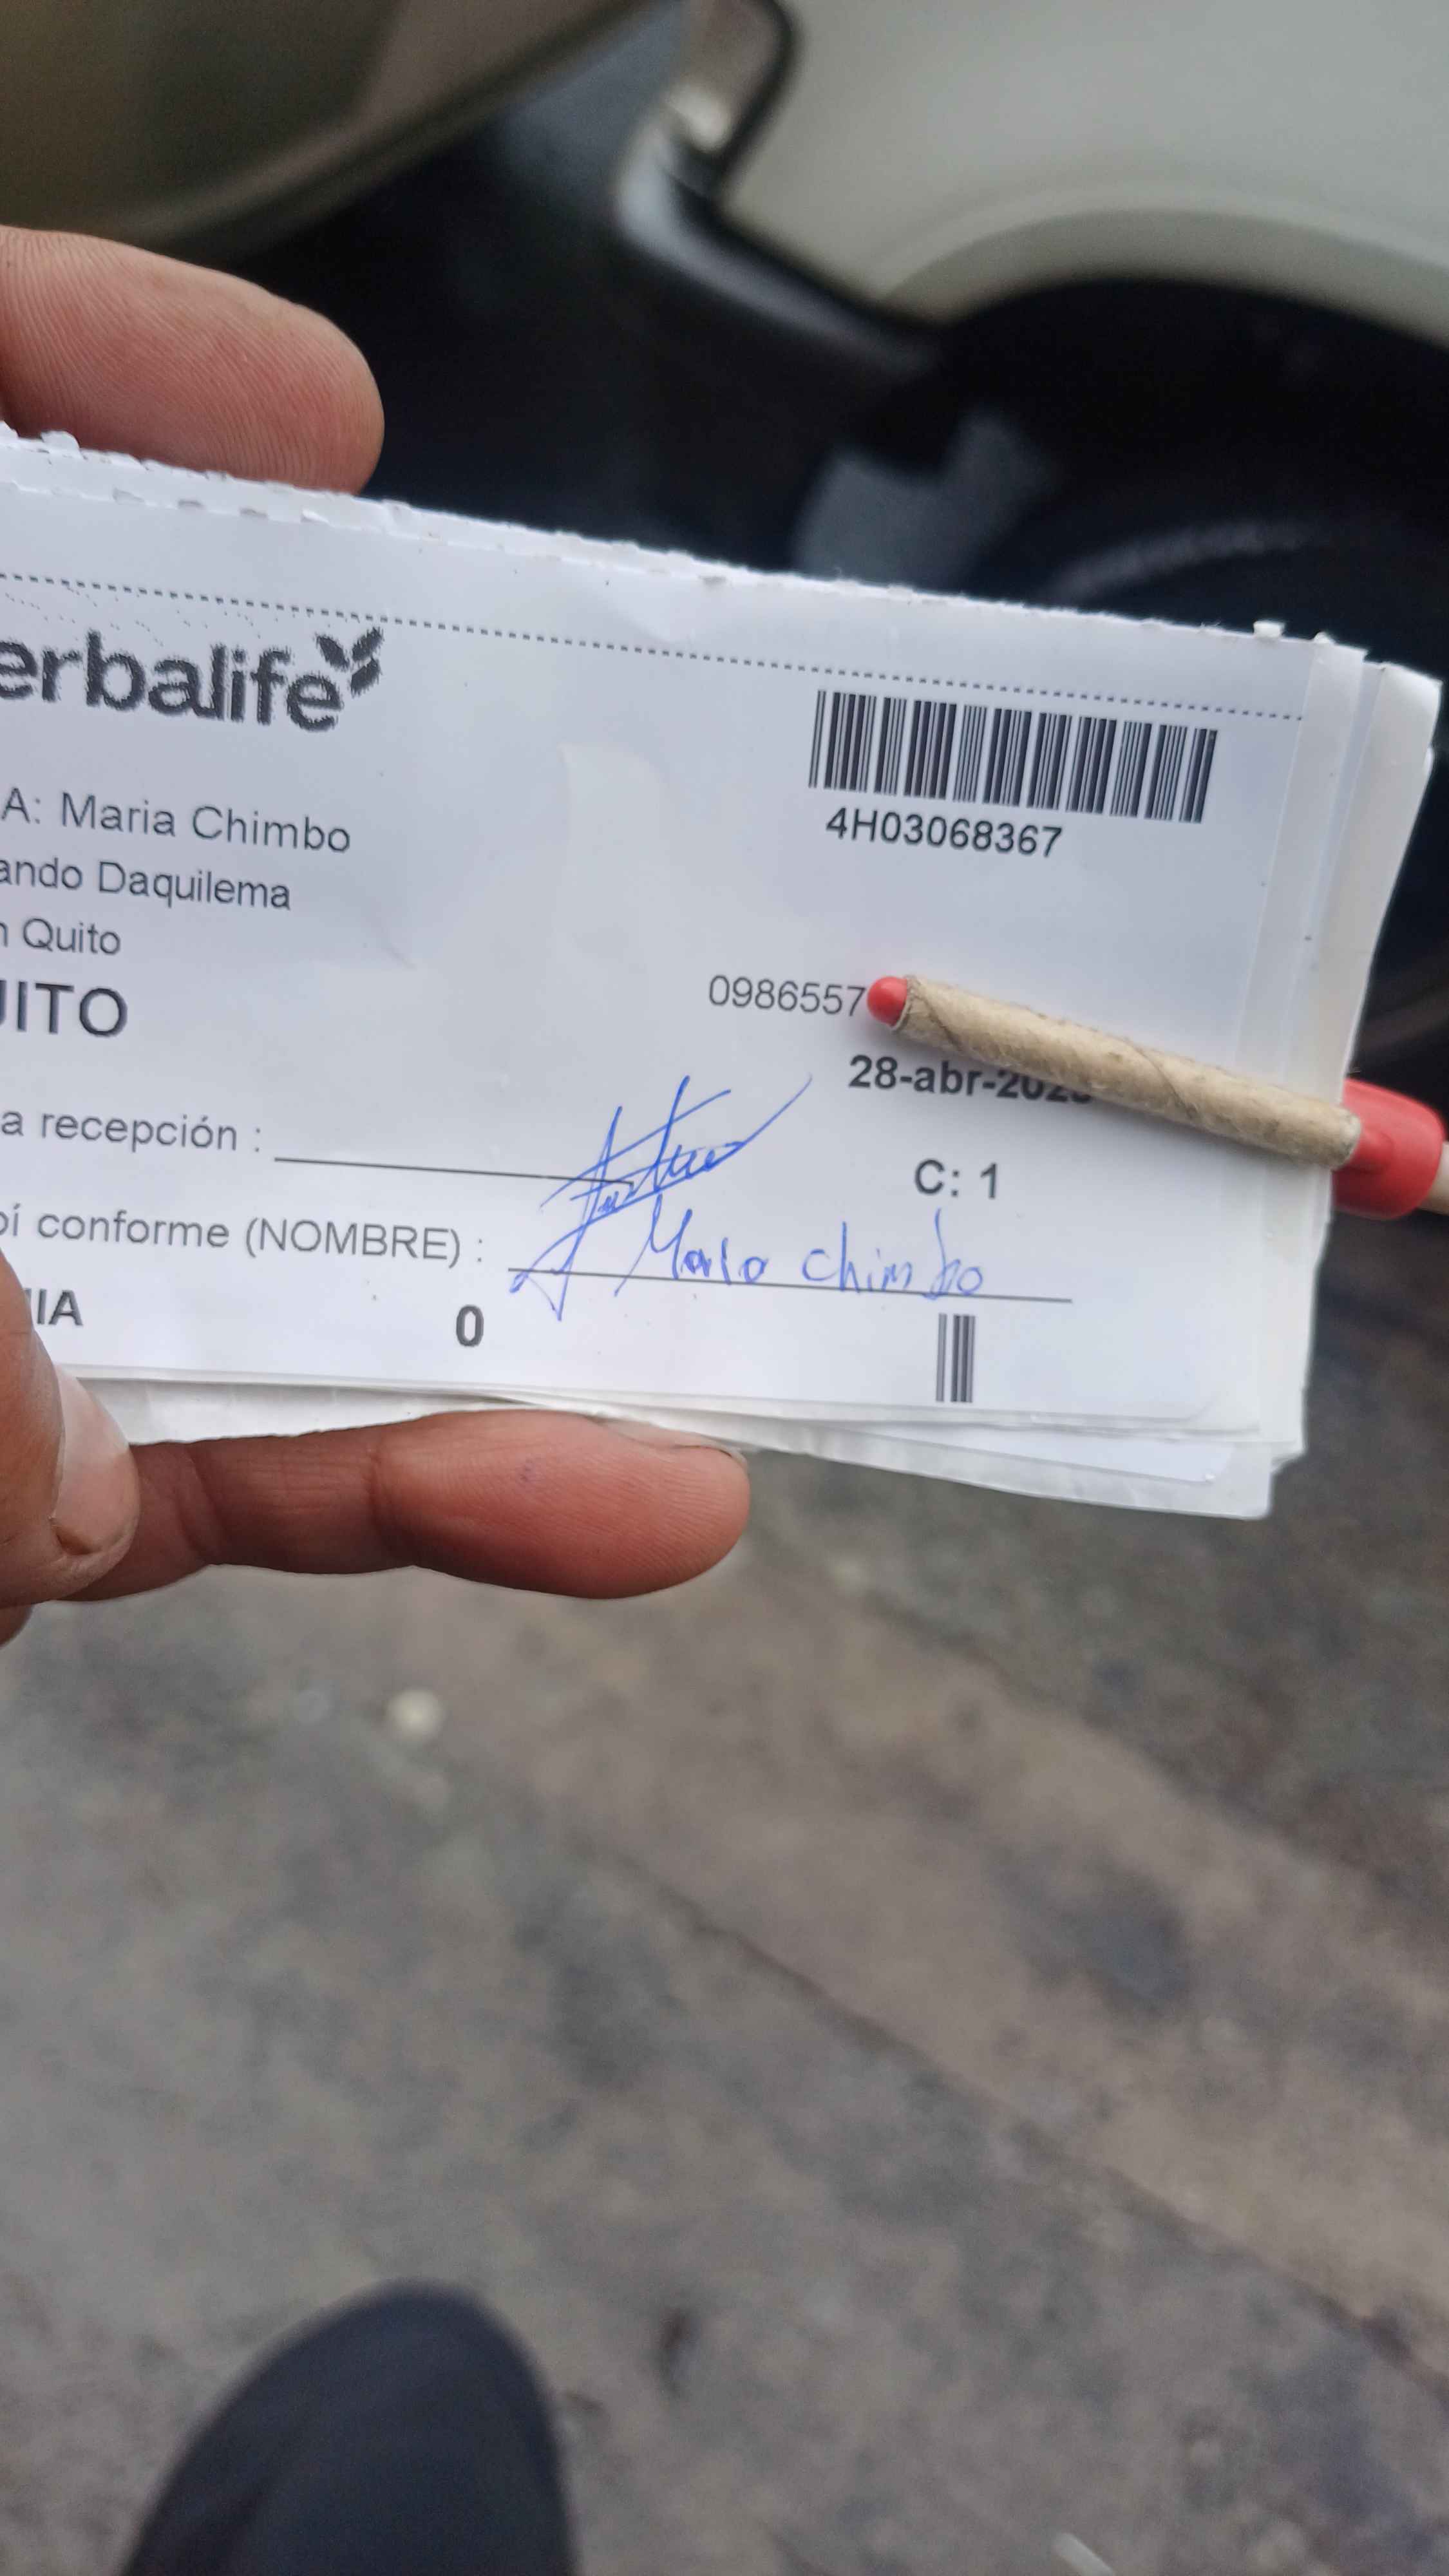 erbalife
4H03068367
A: Maria Chimbo
ando Daquilema
n Quito
UITO
0986557
28-abr-202
a recepción :
C: 1
bí conforme (NOMBRE) : Maria Chimbo
IA
0